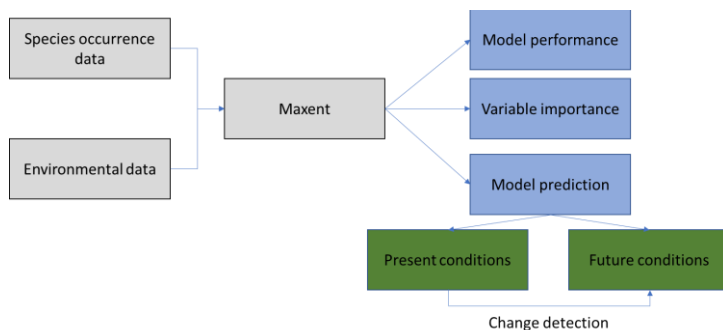 Species occurrence
data
Environmental data
Maxent
Model performance
Variable importance
Model prediction
Present conditions
Future conditions
Change detection